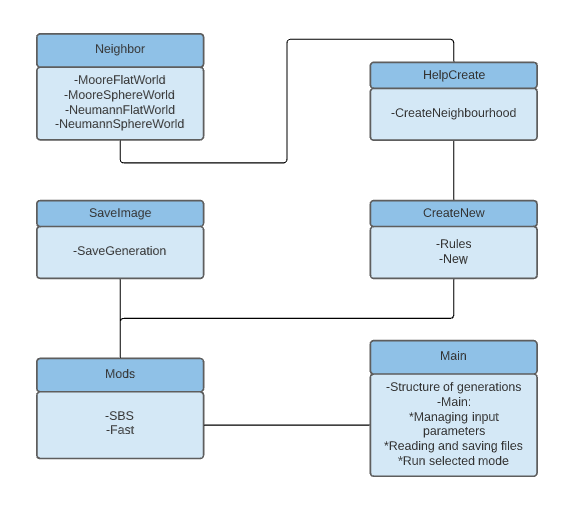 Neighbor
-MooreFlatWorld
-MooreSphereWorld
-NeumannFlatWorld
-NeumannSphereWorld
HelpCreate
-CreateNeighbourhood
SaveImage
-SaveGeneration
CreateNew
-Rules
-New
Mods
-SBS
-Fast
Main
-Structure of generations
-Main:
*Managing input
parameters
*Reading and saving files
*Run selected mode